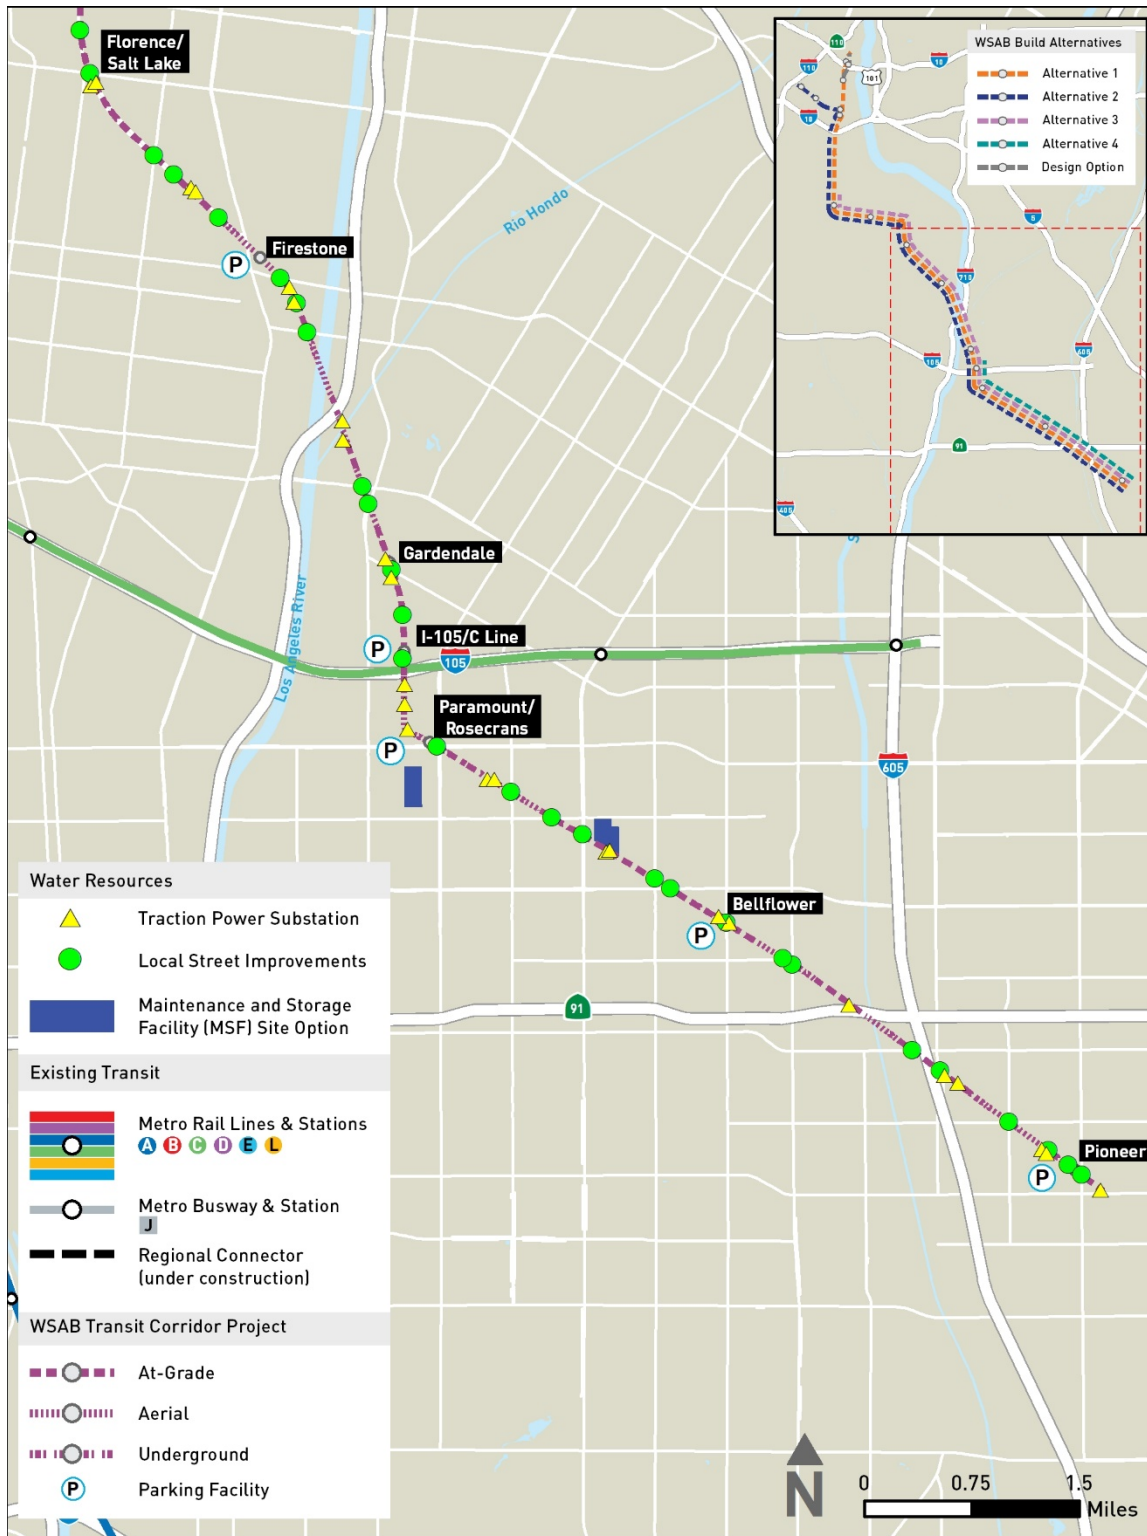 Florence/
Salt Lake
Firestone
P
Rio Hondo
Gardendale
I-105/C Line
P
105
Los Angeles River
Paramount/
Rosecrans
P
605
Bellflower
P
91
Pioneer
P
WSAB Build Alternatives
Alternative 1
Alternative 2
Alternative 3
Alternative 4
Design Option
110
110
101
10
10
5
710
105
605
91
405
S
Water Resources
Traction Power Substation
Local Street Improvements
Maintenance and Storage
Facility (MSF) Site Option
Existing Transit
Metro Rail Lines & Stations
A B C D E L
Metro Busway & Station
J
Regional Connector
(under construction)
WSAB Transit Corridor Project
At-Grade
Aerial
Underground
P Parking Facility
N
0 0.75 1.5
Miles